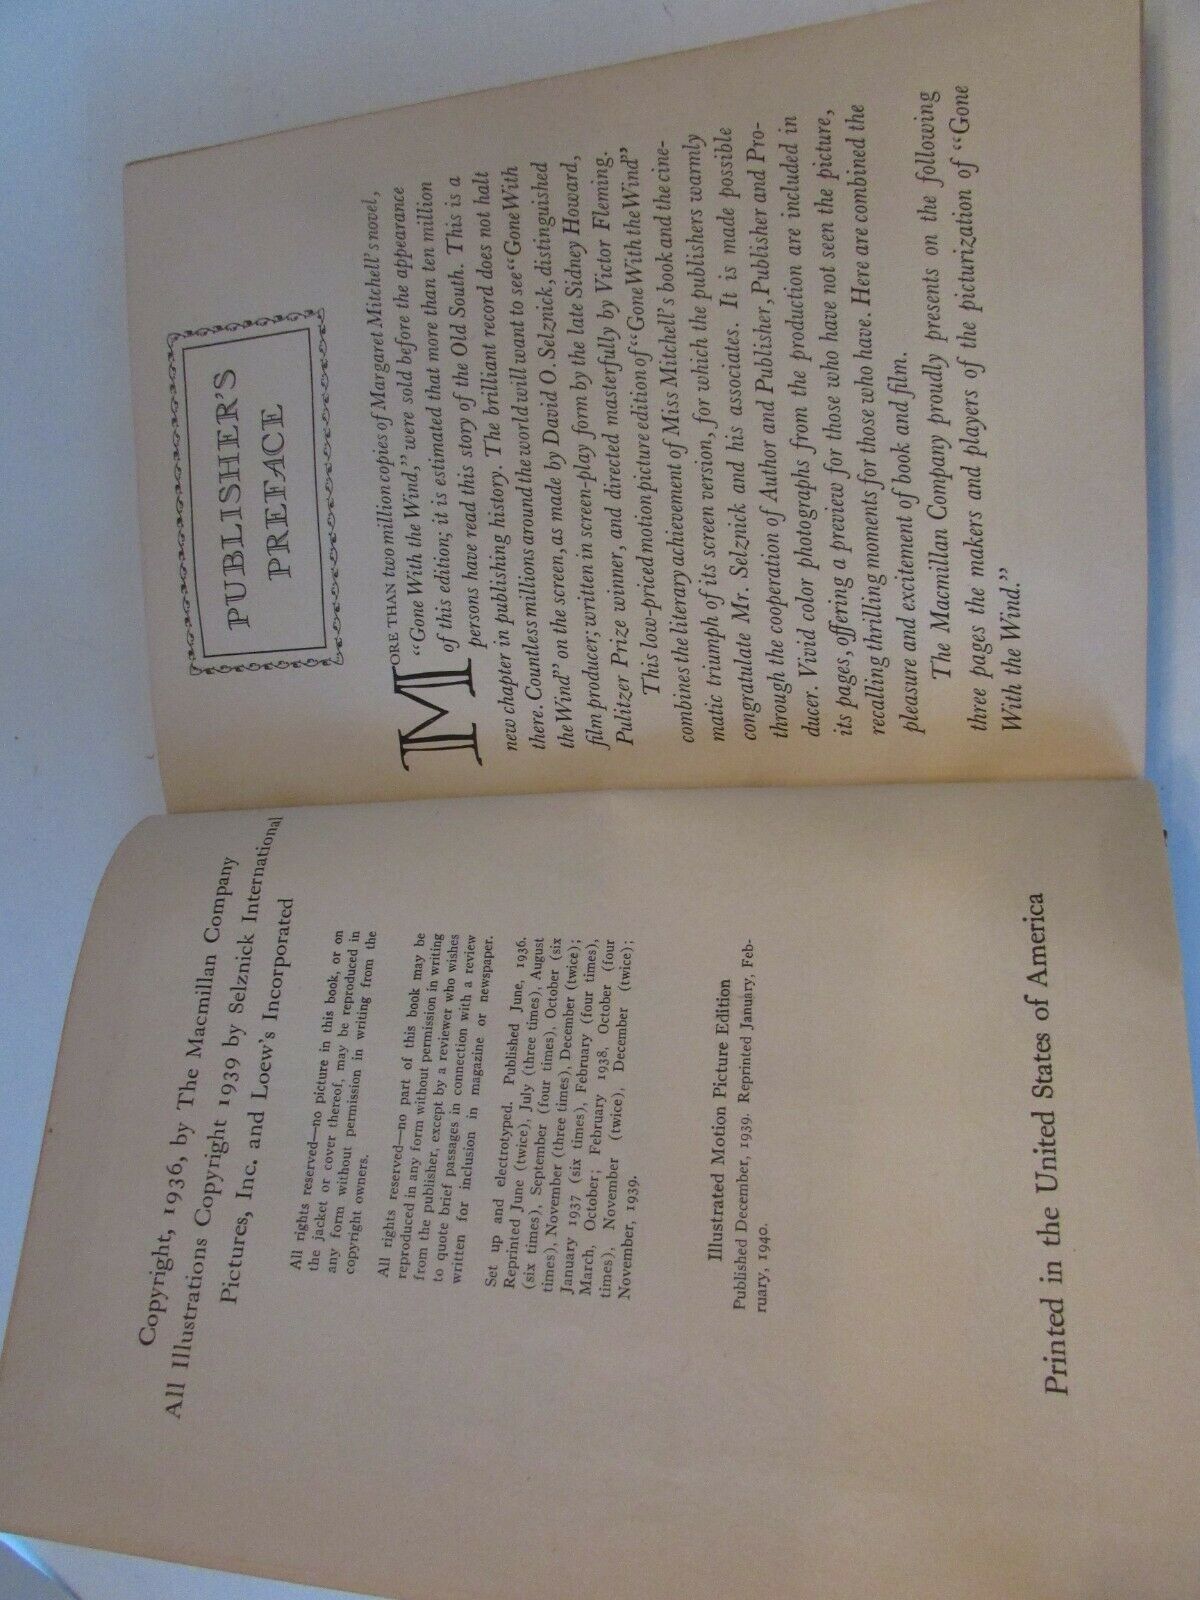 Copyright, 1936, by The Macmillan Company
All Illustrations Copyright 1939 by Selznick International
Pictures, Inc. and Loew's Incorporated
All rights reserved—no picture in this book, or on
the jacket or cover thereof, may be reproduced in
any form without permission in writing from the
copyright owners.
All rights reserved—no part of this book may be
reproduced in any form without permission in writing
from the publisher, except by a reviewer who wishes
to quote brief passages in connection with a review
written for inclusion in magazine or newspaper.
Set up and electrotyped. Published June, 1936.
Reprinted June (twice), July (three times), August
(six times), September (four times), October (six
times), November (three times), December (twice);
January 1937 (six times), February (four times),
March, October; February 1938, October (four
times), November (twice), December (twice);
November, 1939.
Illustrated Motion Picture Edition
Published December, 1939. Reprinted January, Feb-
ruary, 1940.
Printed in the United States of America
PUBLISHER'S
PREFACE
MORE THAN two million copies of Margaret Mitchell's novel,
"Gone With the Wind," were sold before the appearance
of this edition; it is estimated that more than ten million
persons have read this story of the Old South. This is a
new chapter in publishing history. The brilliant record does not halt
there. Countless millions around the world will want to see "Gone With
the Wind" on the screen, as made by David O. Selznick, distinguished
film producer; written in screen-play form by the late Sidney Howard,
Pulitzer Prize winner, and directed masterfully by Victor Fleming.
This low-priced motion picture edition of "Gone With the Wind"
combines the literary achievement of Miss Mitchell's book and the cine-
matic triumph of its screen version, for which the publishers warmly
congratulate Mr. Selznick and his associates. It is made possible
through the cooperation of Author and Publisher, Publisher and Pro-
ducer. Vivid color photographs from the production are included in
its pages, offering a preview for those who have not seen the picture,
recalling thrilling moments for those who have. Here are combined the
pleasure and excitement of book and film.
The Macmillan Company proudly presents on the following
three pages the makers and players of the picturization of "Gone
With the Wind."